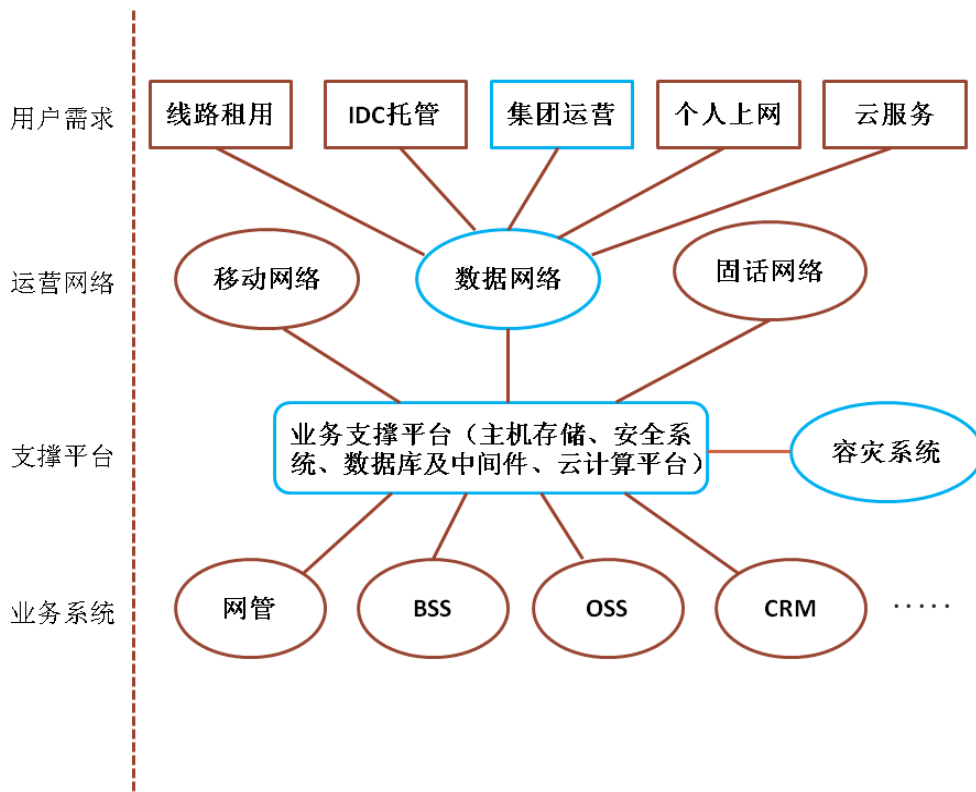 用户需求
线路租用
IDC托管
集团运营
个人上网
云服务
运营网络
移动网络
数据网络
固话网络
支撑平台
业务支撑平台（主机存储、安全系
统、数据库及中间件、云计算平台）
容灾系统
业务系统
网管
BSS
OSS
CRM
·····